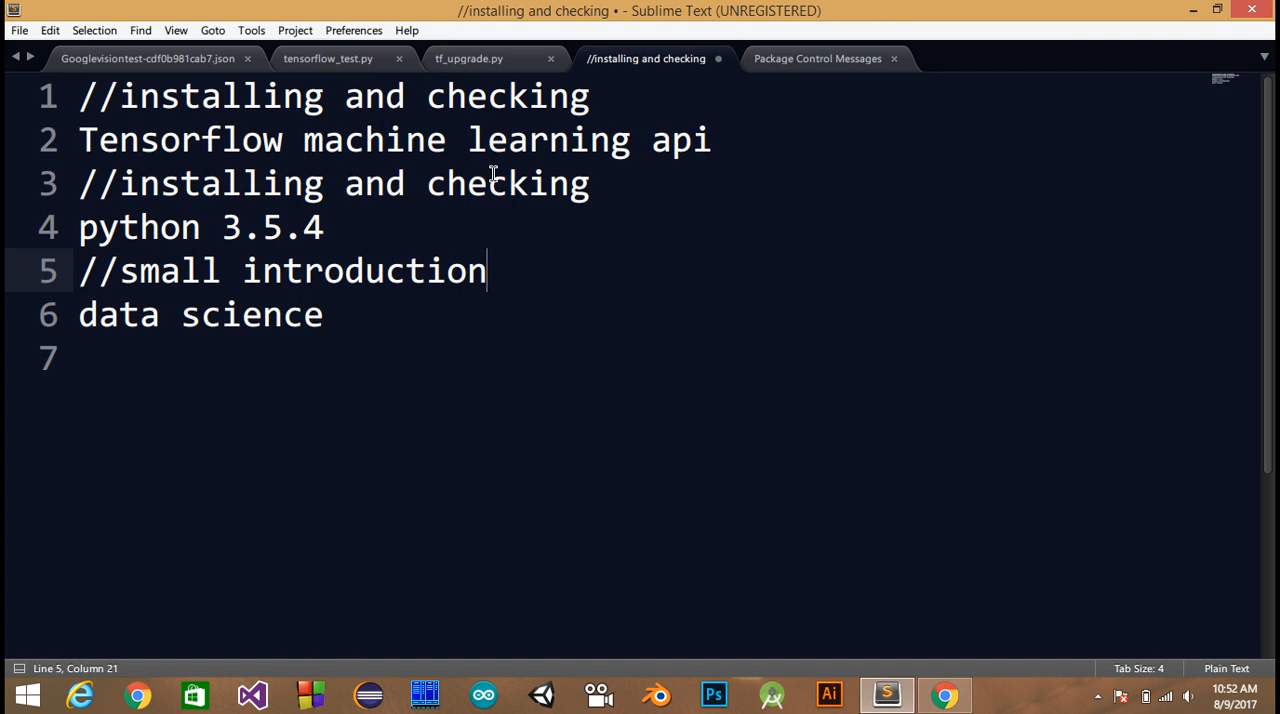 //installing and checking • - Sublime Text (UNREGISTERED)
File Edit Selection Find View Goto Tools Project Preferences Help
Googlevisiontest-cdf0b981cab7.json tensorflow_test.py tf_upgrade.py //installing and checking Package Control Messages
1 //installing and checking
2 Tensorflow machine learning api
3 //installing and checking
4 python 3.5.4
5 //small introduction
6 data science
7
Line 5, Column 21 Tab Size: 4 Plain Text
Ps Ai S
10:52 AM
8/9/2017